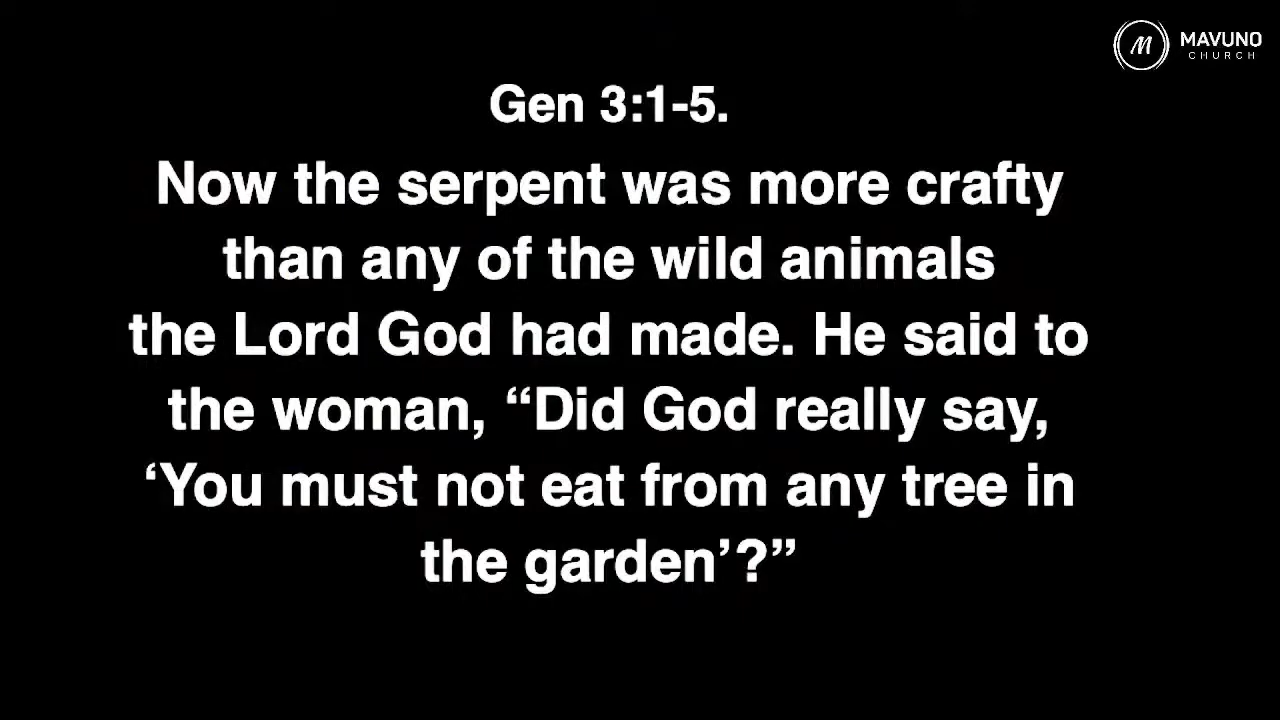 MAVUNO
CHURCH
Gen 3:1-5.
Now the serpent was more crafty
than any of the wild animals
the Lord God had made. He said to
the woman, “Did God really say,
‘You must not eat from any tree in
the garden’?”